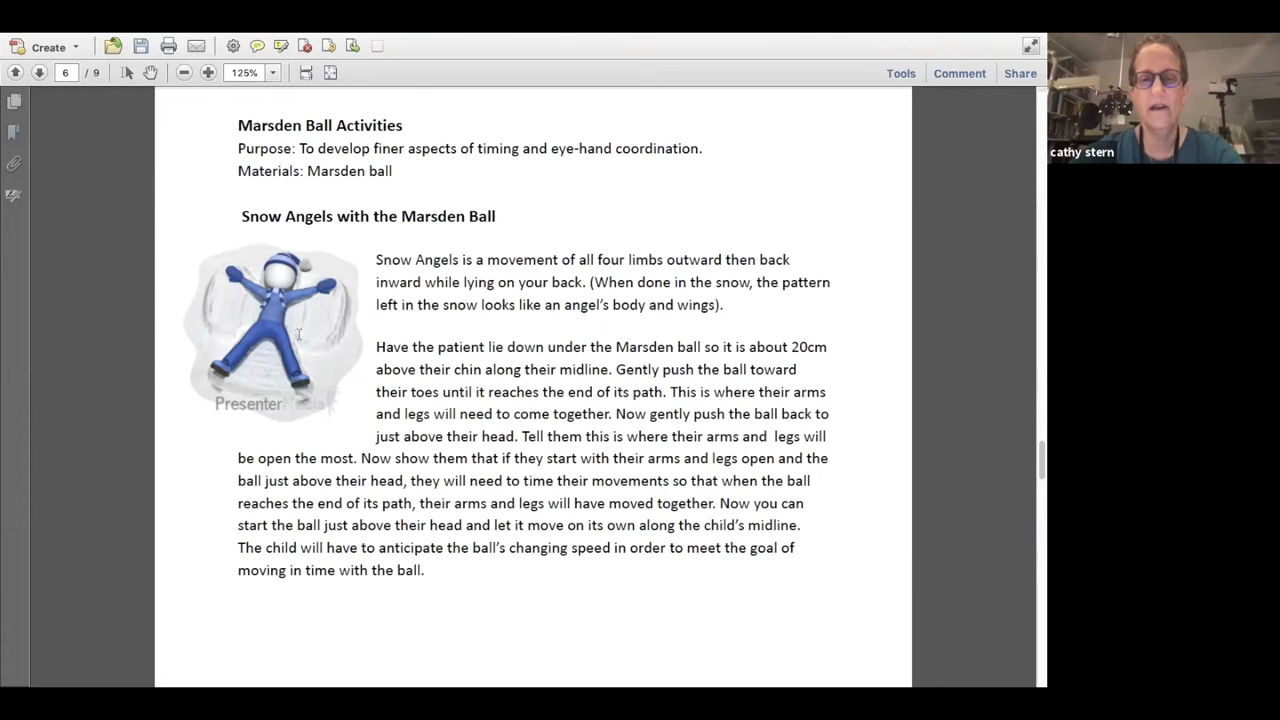 Create
6 / 9
125%
Tools
Comment
Share
cathy stern
Marsden Ball Activities
Purpose: To develop finer aspects of timing and eye-hand coordination.
Materials: Marsden ball
Snow Angels with the Marsden Ball
Snow Angels is a movement of all four limbs outward then back
inward while lying on your back. (When done in the snow, the pattern
left in the snow looks like an angel's body and wings).
PresenterMedia
Have the patient lie down under the Marsden ball so it is about 20cm
above their chin along their midline. Gently push the ball toward
their toes until it reaches the end of its path. This is where their arms
and legs will need to come together. Now gently push the ball back to
just above their head. Tell them this is where their arms and  legs will
be open the most. Now show them that if they start with their arms and legs open and the
ball just above their head, they will need to time their movements so that when the ball
reaches the end of its path, their arms and legs will have moved together. Now you can
start the ball just above their head and let it move on its own along the child's midline.
The child will have to anticipate the ball's changing speed in order to meet the goal of
moving in time with the ball.